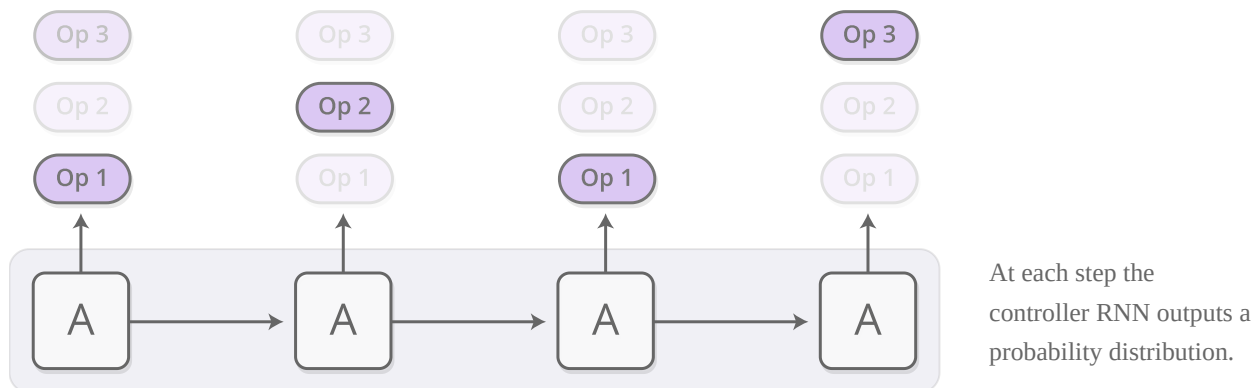 Op 3 Op 3 Op 3 Op 3
Op 2 Op 2 Op 2 Op 2
Op 1 Op 1 Op 1 Op 1
A A A A
At each step the
controller RNN outputs a
probability distribution.